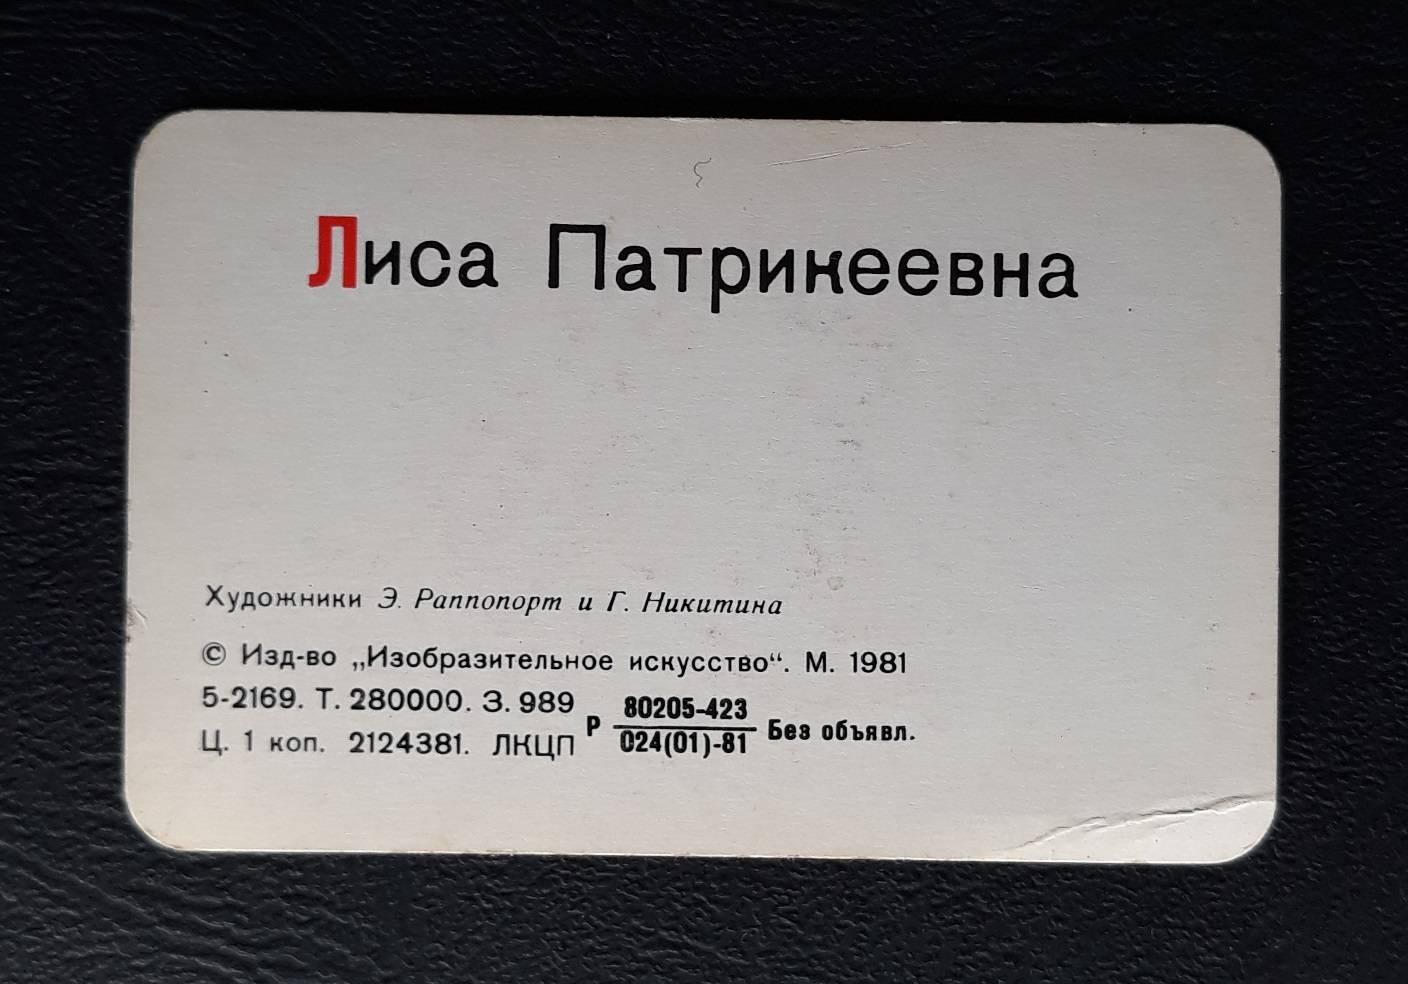 Лиса Патрикеевна
Художники Э. Раппопорт и Г. Никитина
© Изд-во „Изобразительное искусство“. М. 1981
5-2169. Т. 280000. З. 989
Ц. 1 коп. 2124381. ЛКЦП
Р 80205-423
024(01)-81 Без объявл.